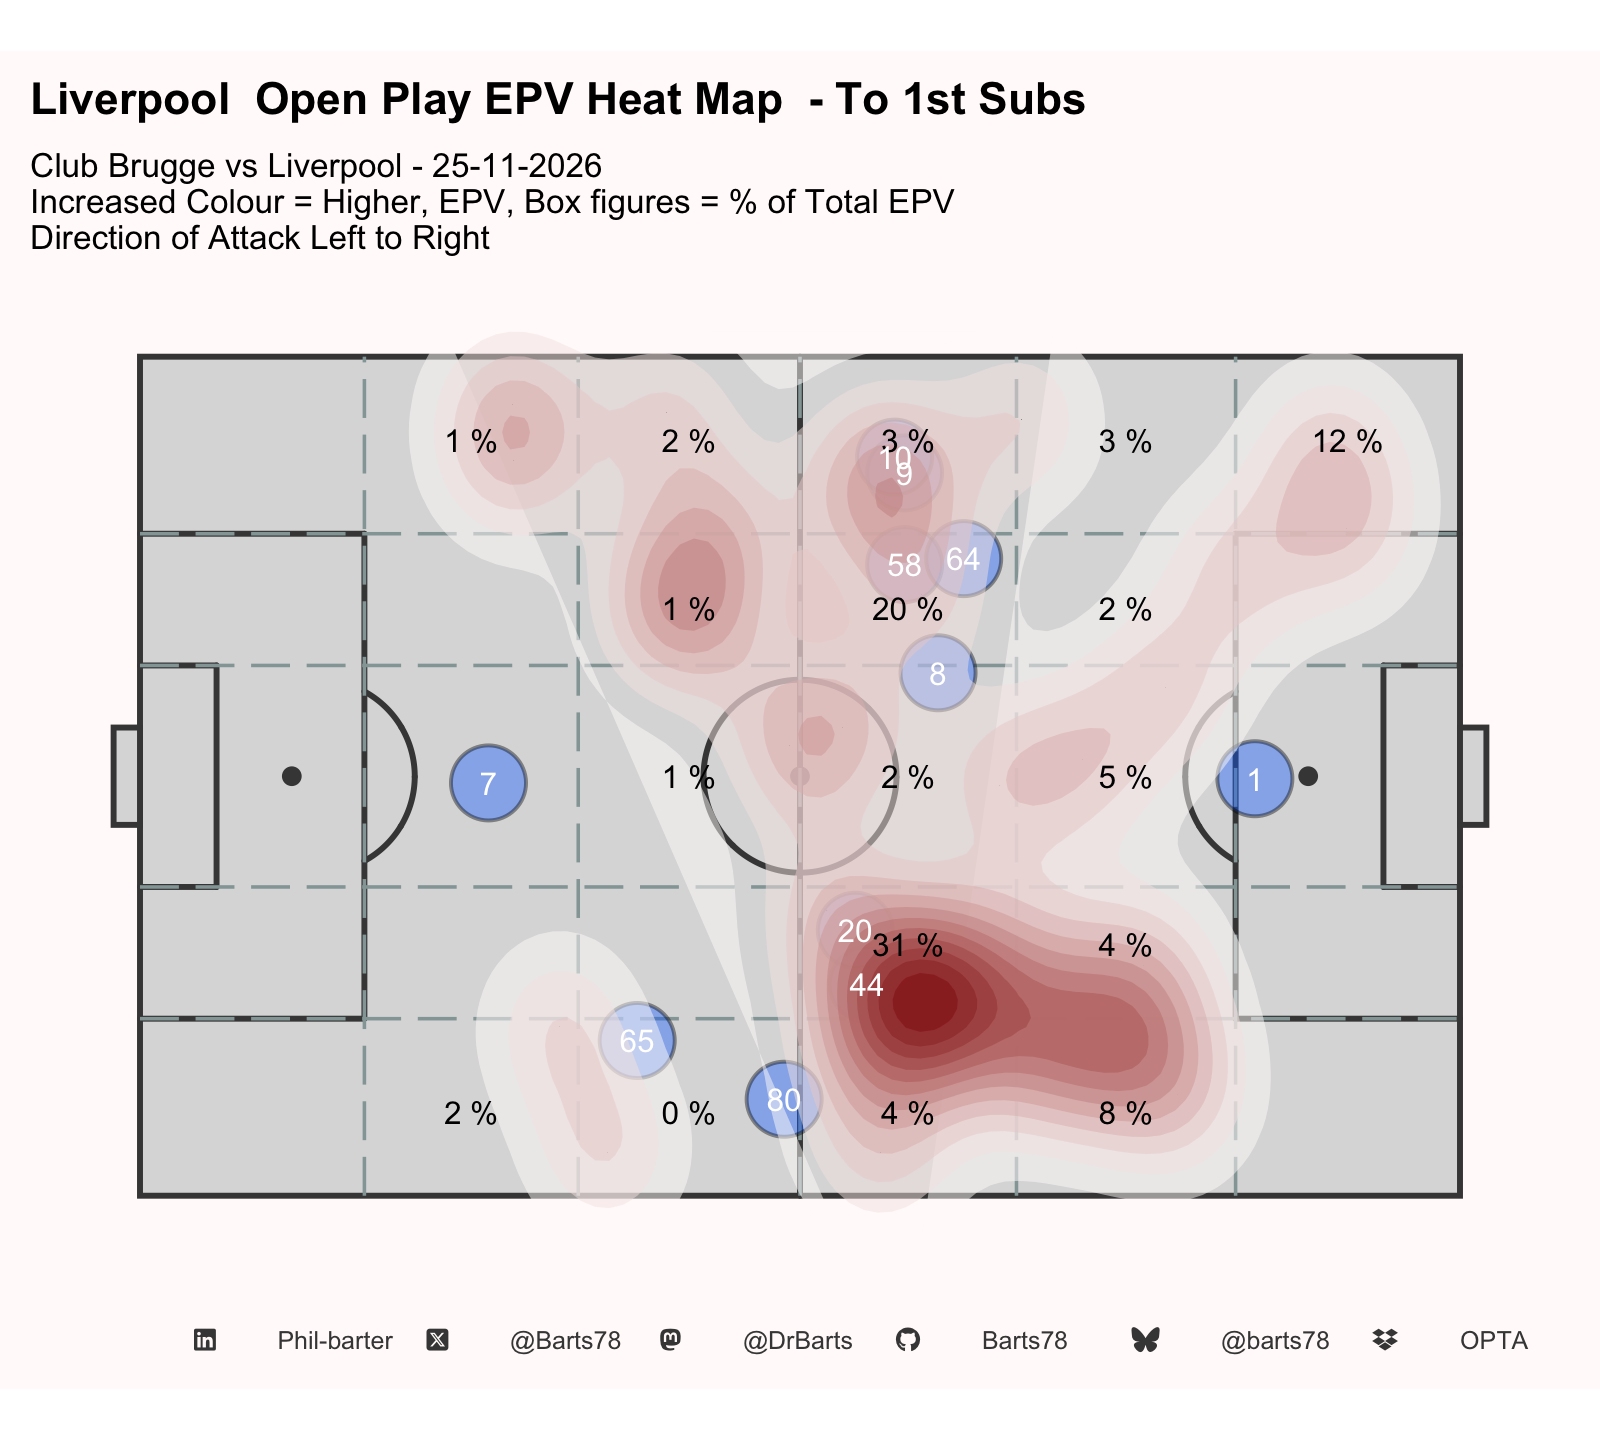 Liverpool  Open Play EPV Heat Map  - To 1st Subs
Club Brugge vs Liverpool - 25-11-2026
Increased Colour = Higher, EPV, Box figures = % of Total EPV
Direction of Attack Left to Right
1 % 2 % 3 % 3 % 12 %
10
9
58 64
1 % 20 % 2 %
8
7 1 % 2 % 5 % 1
20 31 % 4 %
44
65
80
2 % 0 % 4 % 8 %
Phil-barter @Barts78 @DrBarts Barts78 @barts78 OPTA